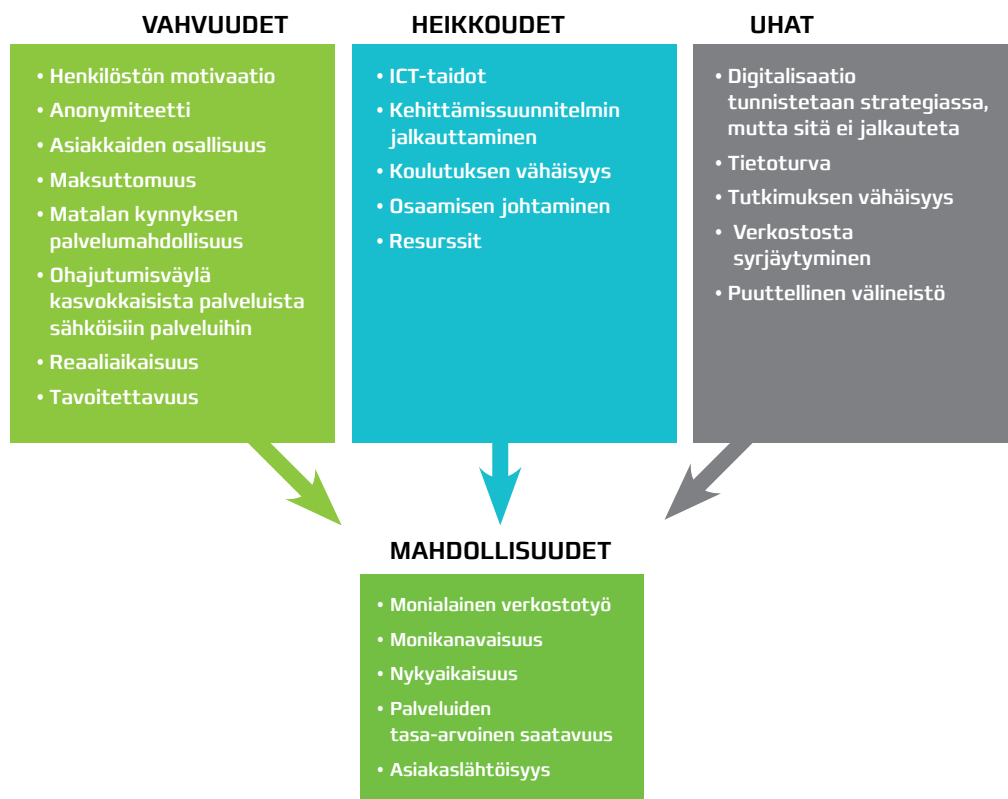 VAHVUUDET
• Henkilöstön motivaatio
• Anonymiteetti
• Asiakkaiden osallisuus
• Maksuttomuus
• Matalan kynnyksen
palvelumahdollisuus
• Ohajutumisväylä
kasvokkaisista palveluista
sähköisiin palveluihin
• Reaaliaikaisuus
• Tavoitettavuus
HEIKKOUDET
• ICT-taidot
• Kehittämissuunnitelmin
jalkauttaminen
• Koulutuksen vähäisyys
• Osaamisen johtaminen
• Resurssit
UHAT
• Digitalisaatio
tunnistetaan strategiassa,
mutta sitä ei jalkauteta
• Tietoturva
• Tutkimuksen vähäisyys
• Verkostosta
syrjäytyminen
• Puuttellinen välineistö
MAHDOLLISUUDET
• Monialainen verkostotyö
• Monikanavaisuus
• Nykyaikaisuus
• Palveluiden
tasa-arvoinen saatavuus
• Asiakaslähtöisyys